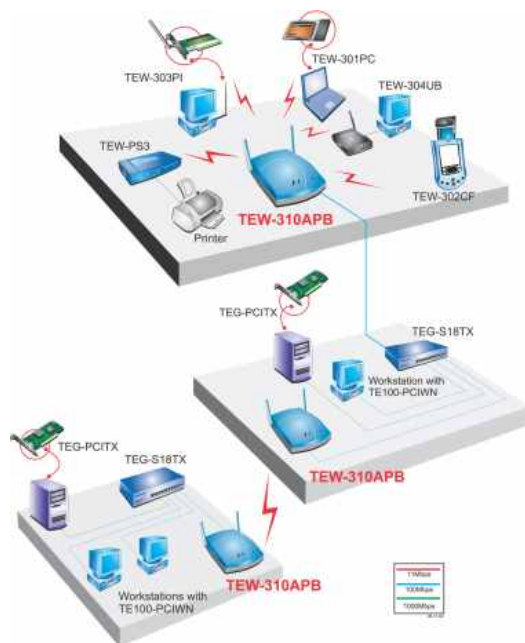 TEW-303PI
TEW-301PC
TEW-304UB
TEW-PS3
TEW-302CF
TEW-310APB
Printer
TEG-PCITX
TEG-S18TX
Workstation with
TE100-PCIWN
TEW-310APB
TEG-PCITX
TEG-S18TX
TEW-310APB
Workstations with
TE100-PCIWN
11Mbps
100Mbps
1000Mbps